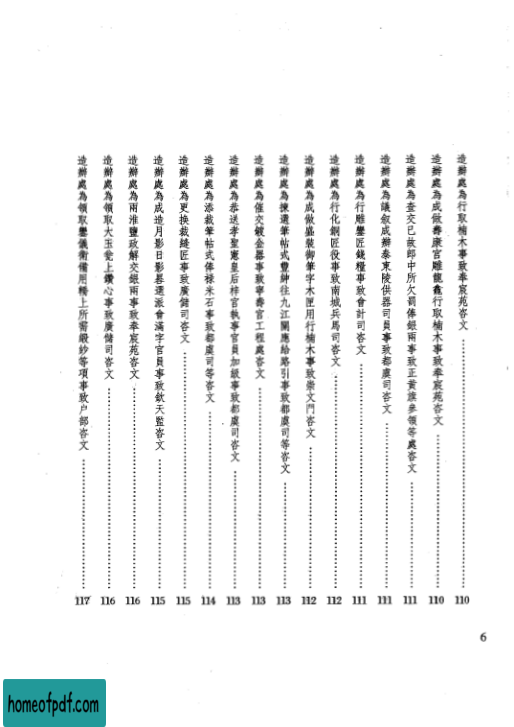 造辦處為行取楠木事致奉宸苑咨文 110
造辦處為成做壽康宮雕龍龕行取楠木事致奉宸苑咨文 110
造辦處為查交已故郎中所欠罰俸銀兩事致正黃旗參領等處咨文 111
造辦處為議叙成辦泰東陵供器司員事致都虞司咨文 111
造辦處為行雕鑾匠錢糧事致會計司咨文 111
造辦處為行化銅匠役事致南城兵馬司咨文 112
造辦處為成做盛裝御筆字木匣用行楠木事致崇文門咨文 112
造辦處為揀選筆帖式豐紳往九江關應給路引事致都虞司等咨文 113
造辦處為催交鍍金器事致寧壽宮工程處咨文 113
造辦處為恭送孝聖憲皇后梓宮執事官員加級事致都虞司咨文 113
造辦處為添裁筆帖式俸祿米石事致都虞司等咨文 114
造辦處為更換裁縫匠事致廣儲司咨文 115
造辦處為成造月影日影晷選派會滿字官員事致欽天監咨文 115
造辦處為兩淮鹽政解交銀兩事致奉宸苑咨文 116
造辦處為領取大玉瓮上鑽心事致廣儲司咨文 116
造辦處為領取鑾儀衛備用轎上所需緞紗等項事致户部咨文 117
6
homeofpdf.com